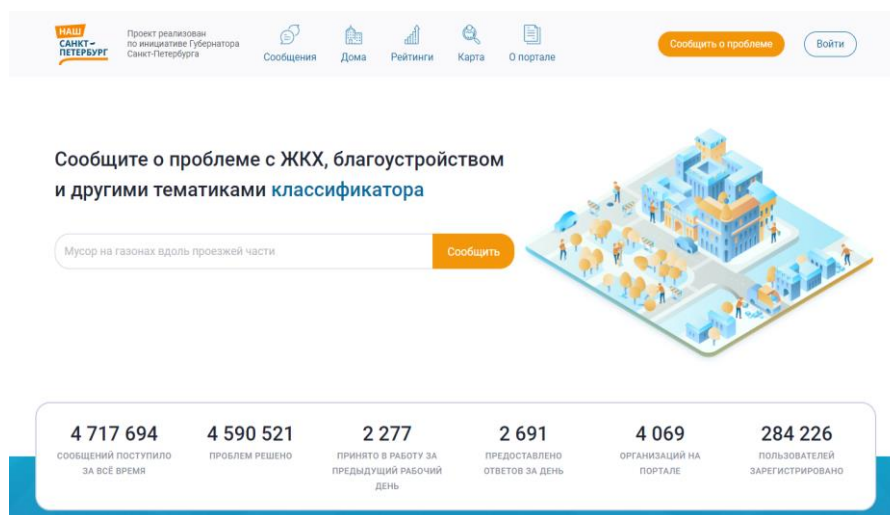 НАШ
САНКТ-
ПЕТЕРБУРГ
Проект реализован
по инициативе Губернатора
Санкт-Петербурга
Сообщения
Дома
Рейтинги
Карта
О портале
Сообщить о проблеме
Войти
Сообщите о проблеме с ЖКХ, благоустройством
и другими тематиками классификатора
Мусор на газонах вдоль проезжей части
Сообщить
4 717 694
СООБЩЕНИЙ ПОСТУПИЛО
ЗА ВСЁ ВРЕМЯ
4 590 521
ПРОБЛЕМ РЕШЕНО
2 277
ПРИНЯТО В РАБОТУ ЗА
ПРЕДЫДУЩИЙ РАБОЧИЙ
ДЕНЬ
2 691
ПРЕДОСТАВЛЕНО
ОТВЕТОВ ЗА ДЕНЬ
4 069
ОРГАНИЗАЦИЙ НА
ПОРТАЛЕ
284 226
ПОЛЬЗОВАТЕЛЕЙ
ЗАРЕГИСТРИРОВАНО